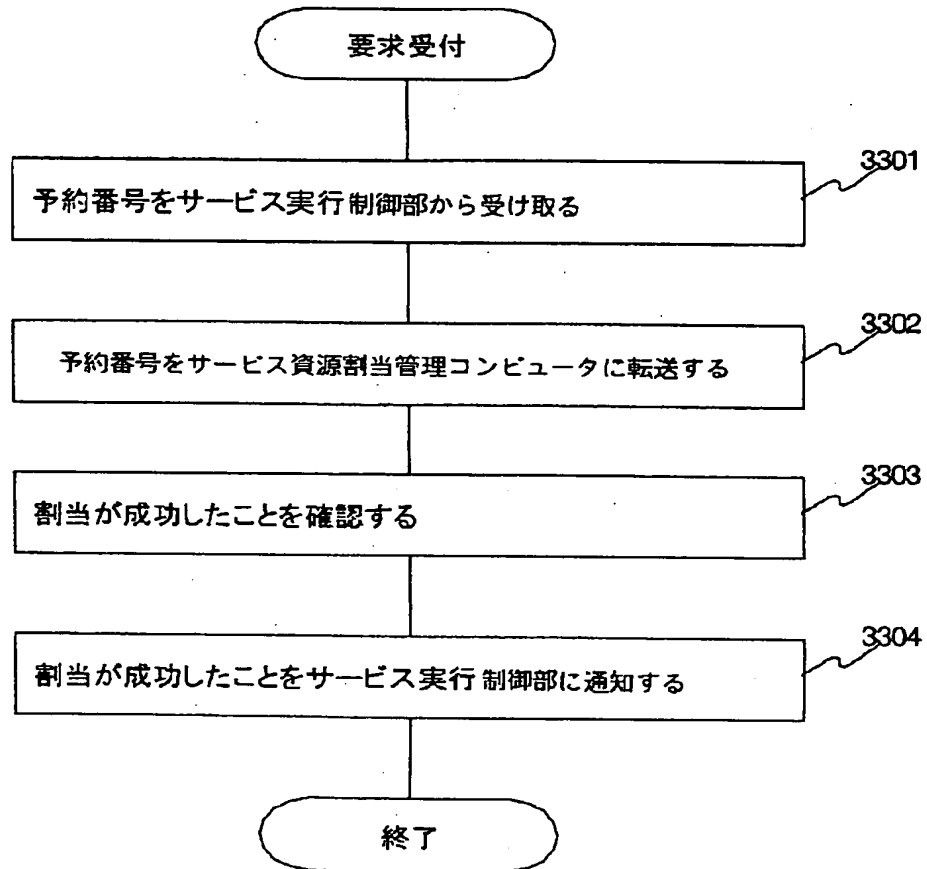 要求受付
3301
予約番号をサービス実行制御部から受け取る
3302
予約番号をサービス資源割当管理コンピュータに転送する
3303
割当が成功したことを確認する
3304
割当が成功したことをサービス実行制御部に通知する
終了